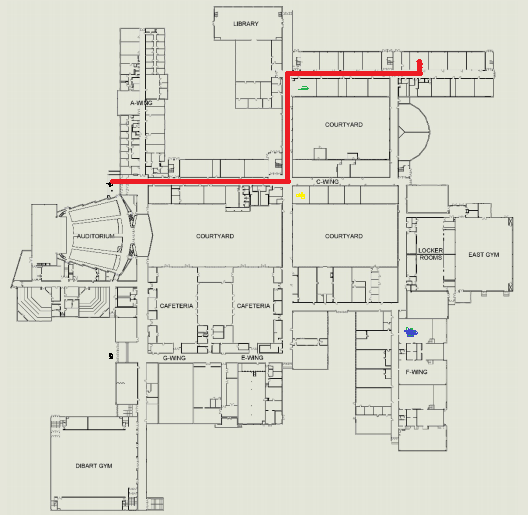 LIBRARY
A-WING
COURTYARD
C-WING
AUDITORIUM
COURTYARD
COURTYARD
LOCKER
ROOMS
EAST GYM
CAFETERIA
CAFETERIA
G-WING
E-WING
F-WING
DIBART GYM